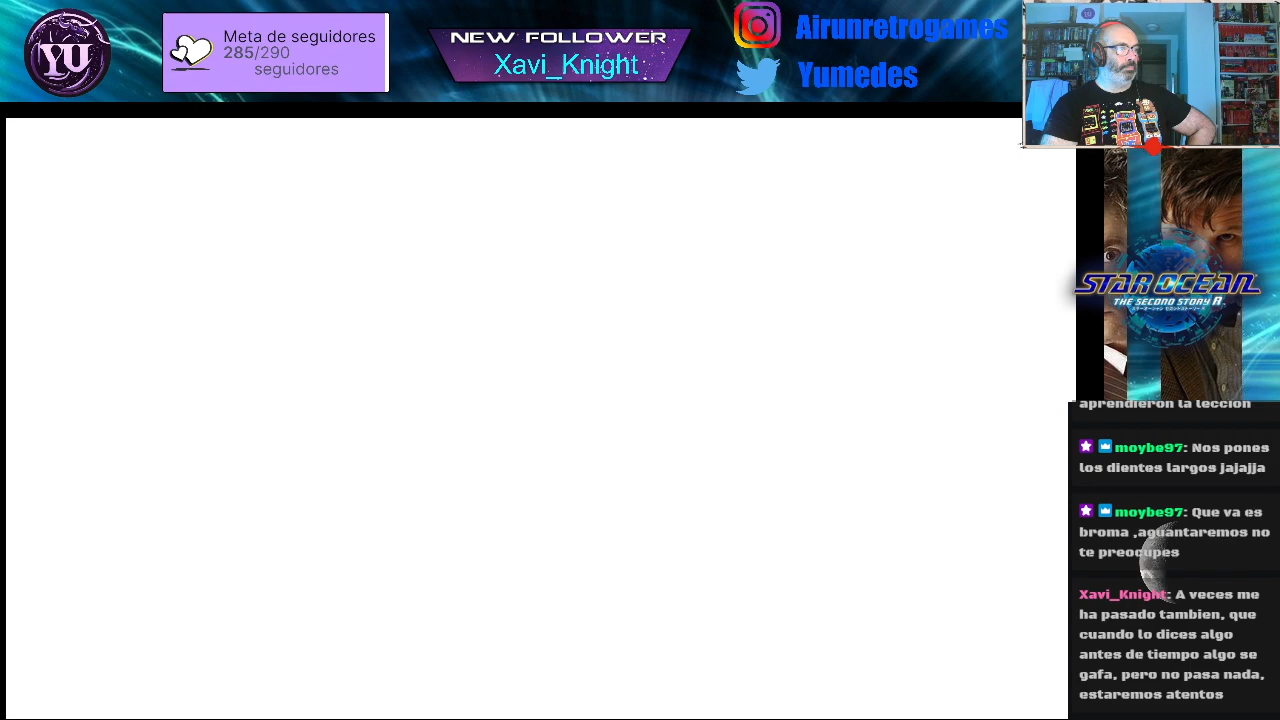 YU
Meta de seguidores
285/290
seguidores
NEW FOLLOWER
Xavi_Knight
Airunretrogames
Yumedes
STAR OCEAN
THE SECOND STORY R
aprendieron la leccion
moybe97: Nos pones
los dientes largos jajajja
moybe97: Que va es
broma ,aguantaremos no
te preocupes
Xavi_Knight: A veces me
ha pasado tambien, que
cuando lo dices algo
antes de tiempo algo se
gafa, pero no pasa nada,
estaremos atentos